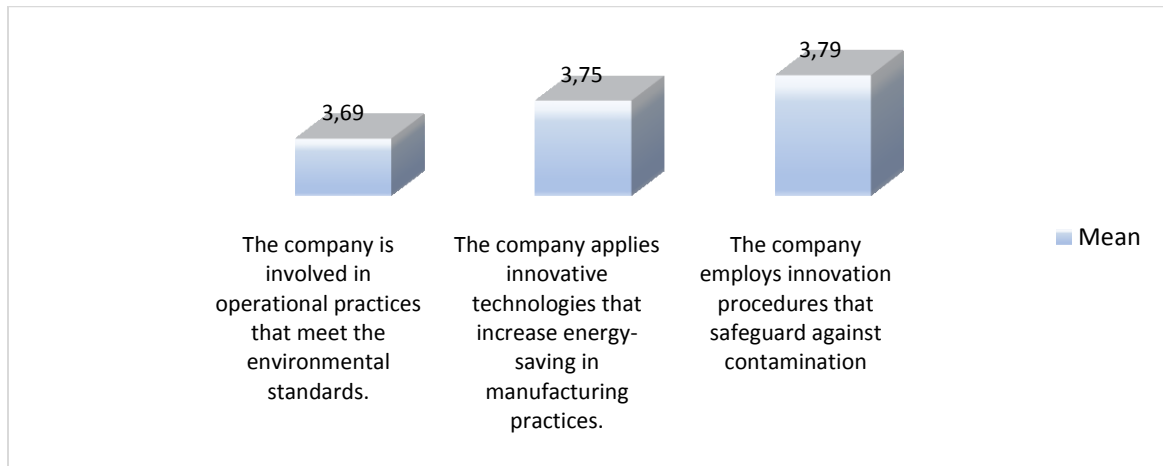 3,69
3,75
3,79
The company is
involved in
operational practices
that meet the
environmental
standards.
The company applies
innovative
technologies that
increase energy-
saving in
manufacturing
practices.
The company
employs innovation
procedures that
safeguard against
contamination
Mean